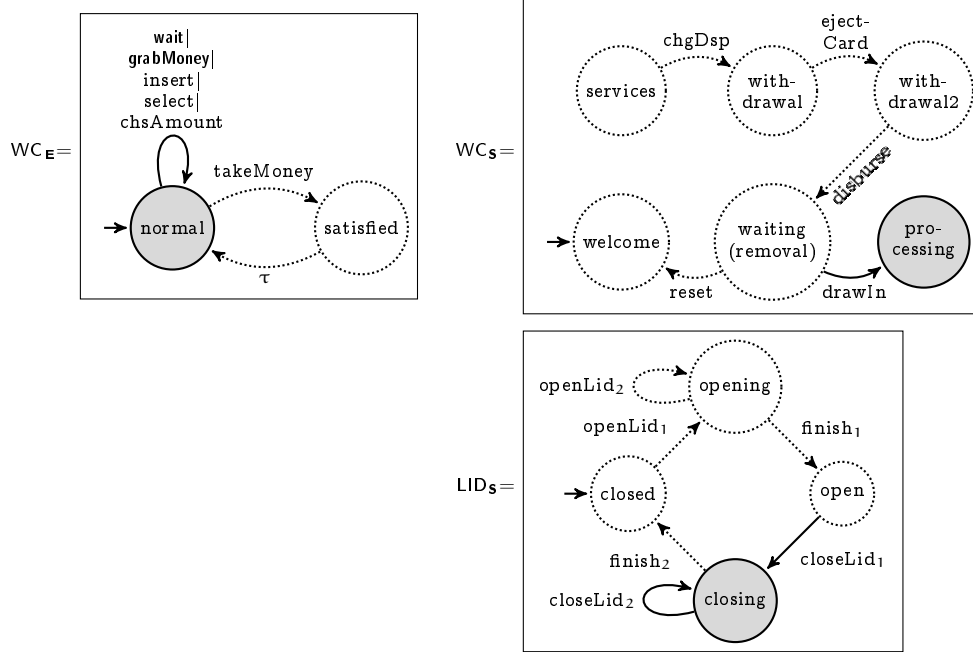 wait|
grabMoney|
insert|
select|
chsAmount
WC_E=
takeMoney
normal
satisfied
τ
WC_S=
services
chgDsp
with-
drawal
eject-
Card
with-
drawal2
disburse
welcome
reset
waiting
(removal)
drawIn
pro-
cessing
LID_S=
openLid₂
opening
openLid₁
finish₁
closed
open
finish₂
closeLid₁
closeLid₂
closing